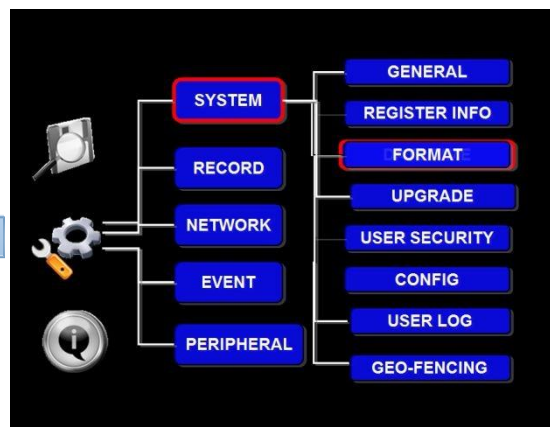 SYSTEM
RECORD
NETWORK
EVENT
PERIPHERAL
GENERAL
REGISTER INFO
FORMAT
UPGRADE
USER SECURITY
CONFIG
USER LOG
GEO-FENCING